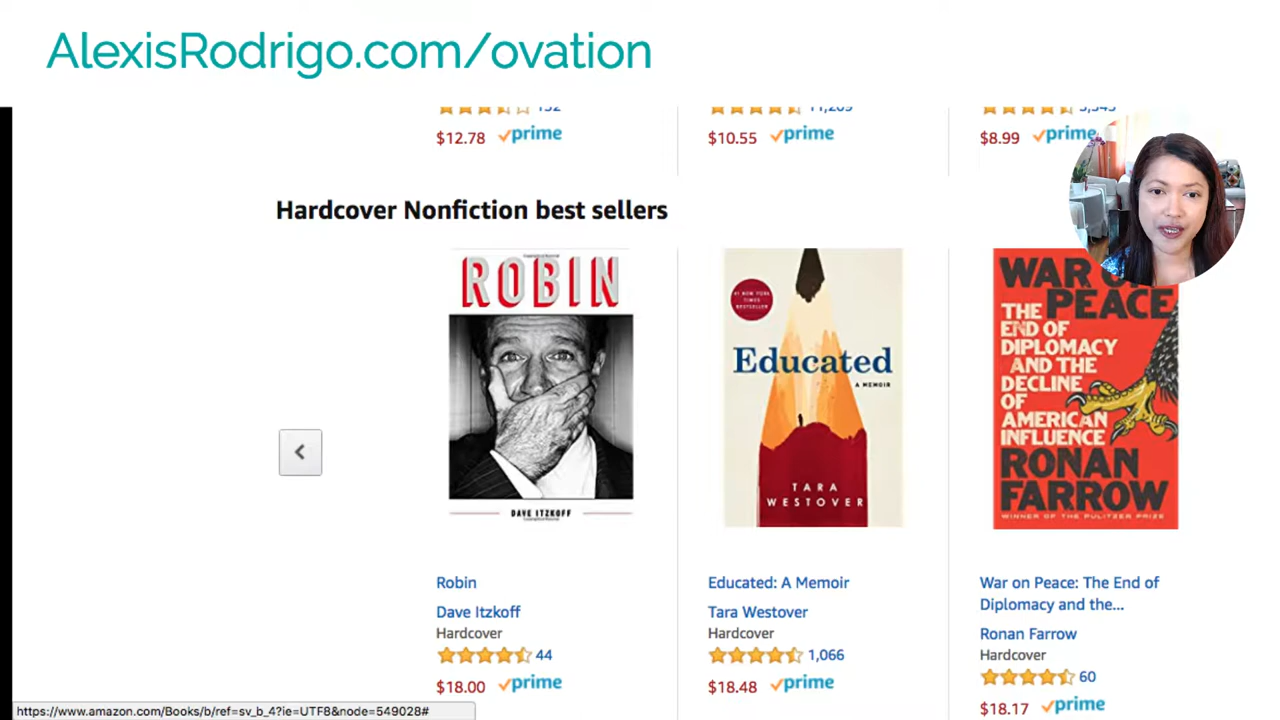 AlexisRodrigo.com/ovation
$12.78 prime
$10.55 prime
$8.99 prime
Hardcover Nonfiction best sellers
ROBIN
DAVE ITZKOFF
#1 NEW YORK
TIMES
BESTSELLER
Educated
A MEMOIR
TARA
WESTOVER
WAR ON
PEACE
THE
END OF
DIPLOMACY
AND THE
DECLINE
OF
AMERICAN
INFLUENCE
RONAN
FARROW
WINNER OF THE PULITZER PRIZE
Robin
Dave Itzkoff
Hardcover
44
$18.00 prime
Educated: A Memoir
Tara Westover
Hardcover
1,066
$18.48 prime
War on Peace: The End of
Diplomacy and the...
Ronan Farrow
Hardcover
60
$18.17 prime
https://www.amazon.com/Books/b/ref=sv_b_4?ie=UTF8&node=549028#